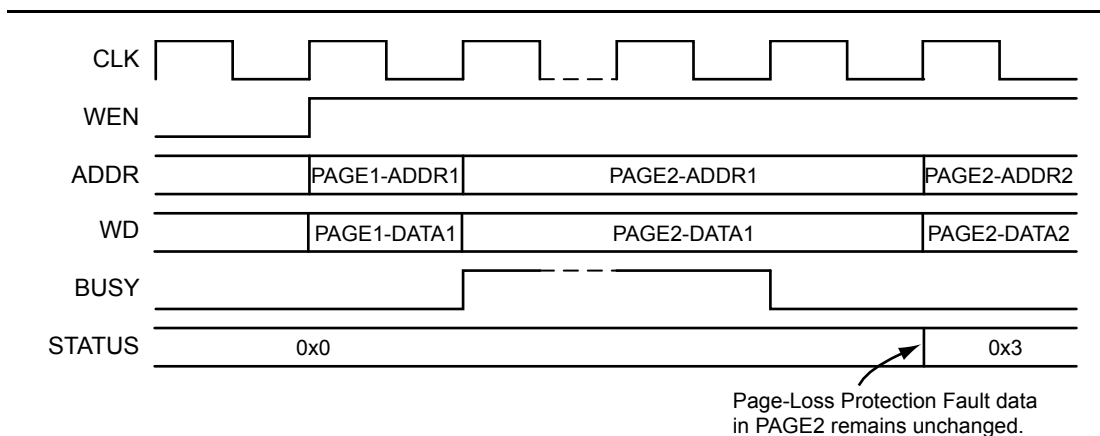 CLK
WEN
ADDR PAGE1-ADDR1 PAGE2-ADDR1 PAGE2-ADDR2
WD PAGE1-DATA1 PAGE2-DATA1 PAGE2-DATA2
BUSY
STATUS 0x0 0x3
Page-Loss Protection Fault data
in PAGE2 remains unchanged.